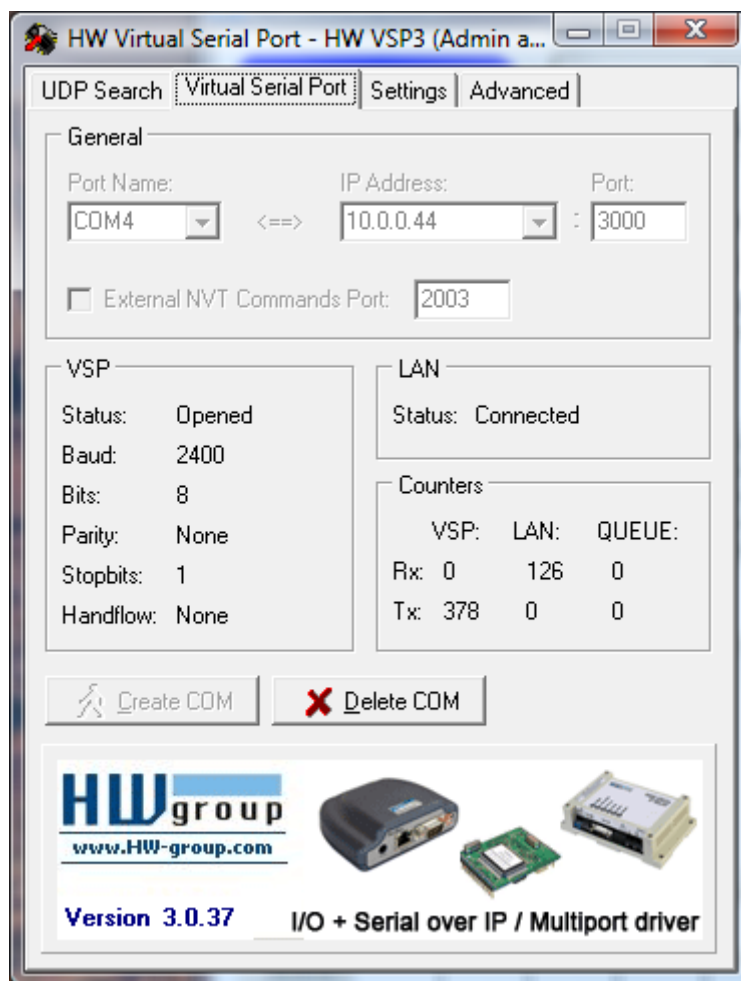 HW Virtual Serial Port - HW VSP3 (Admin a...
UDP Search Virtual Serial Port Settings Advanced
General
Port Name: IP Address: Port:
COM4 <==> 10.0.0.44 : 3000
External NVT Commands Port: 2003
VSP
Status: Opened
Baud: 2400
Bits: 8
Parity: None
Stopbits: 1
Handflow: None
LAN
Status: Connected
Counters
VSP: LAN: QUEUE:
Rx: 0 126 0
Tx: 378 0 0
Create COM Delete COM
HW group
www.HW-group.com
Version 3.0.37
I/O + Serial over IP / Multiport driver